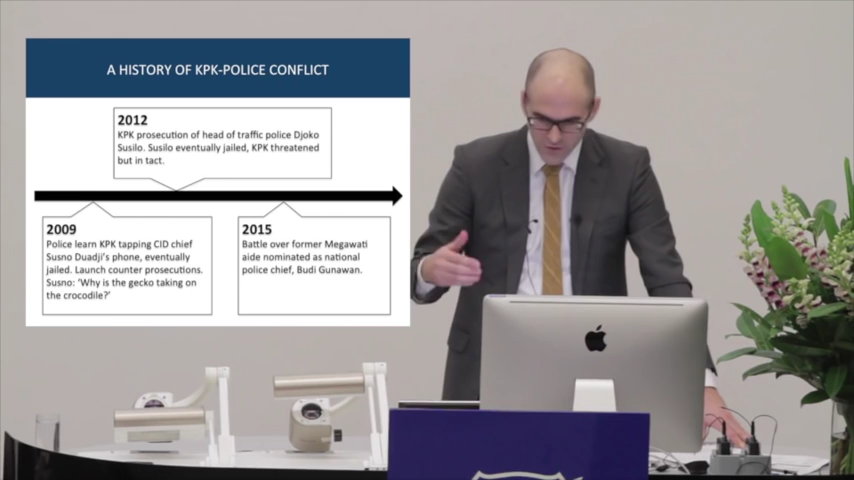 A HISTORY OF KPK-POLICE CONFLICT
2012
KPK prosecution of head of traffic police Djoko
Susilo. Susilo eventually jailed, KPK threatened
but in tact.
2009
Police learn KPK tapping CID chief
Susno Duadji's phone, eventually
jailed. Launch counter prosecutions.
Susno: 'Why is the gecko taking on
the crocodile?'
2015
Battle over former Megawati
aide nominated as national
police chief, Budi Gunawan.